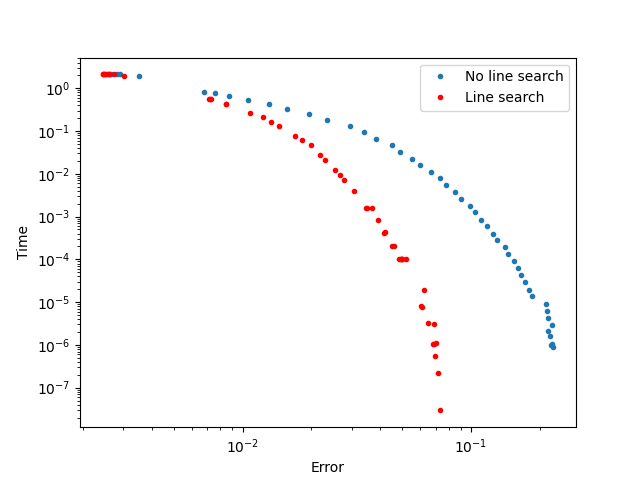 No line search
Line search
Time
10⁰
10⁻¹
10⁻²
10⁻³
10⁻⁴
10⁻⁵
10⁻⁶
10⁻⁷
10⁻²
10⁻¹
Error